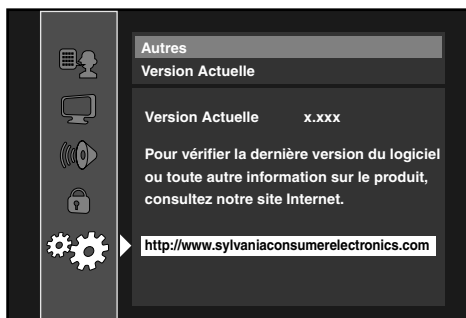 Autres
Version Actuelle
Version Actuelle x.xxx
Pour vérifier la dernière version du logiciel
ou toute autre information sur le produit,
consultez notre site Internet.
http://www.sylvaniaconsumerelectronics.com